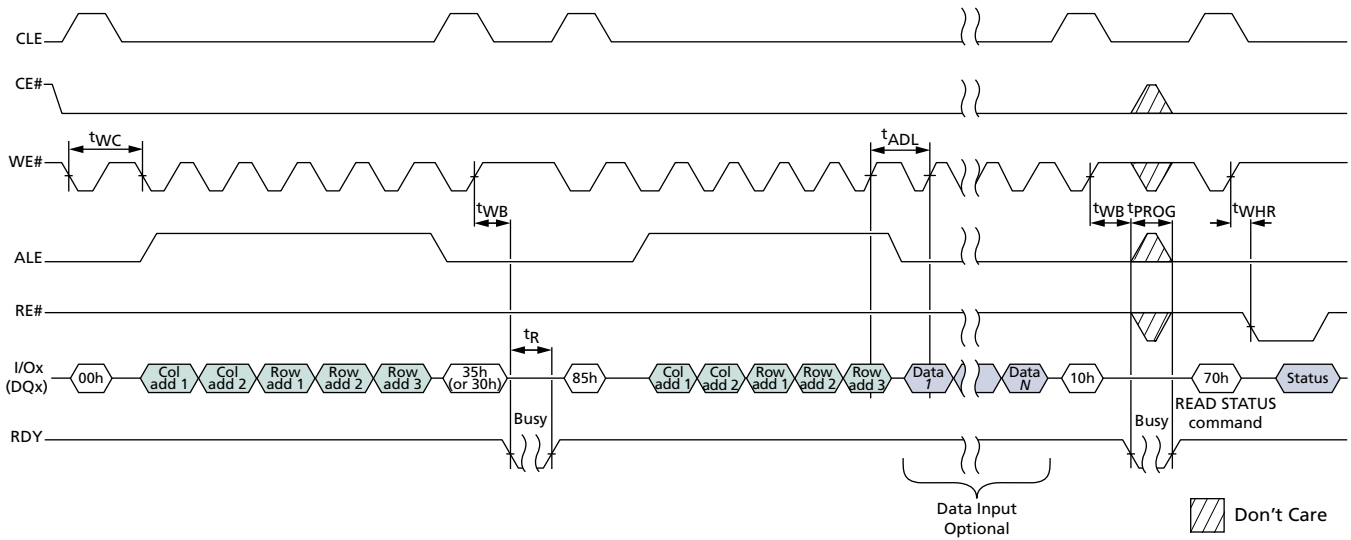 CLE
CE#
tWC
tADL
WE#
tWB
tWB
tPROG
tWHR
ALE
RE#
tR
I/Ox
(DQx)
00h
Col
add 1
Col
add 2
Row
add 1
Row
add 2
Row
add 3
35h
(or 30h)
85h
Col
add 1
Col
add 2
Row
add 1
Row
add 2
Row
add 3
Data
1
Data
N
10h
70h
Status
READ STATUS
command
Busy
Busy
RDY
Data Input
Optional
Don't Care